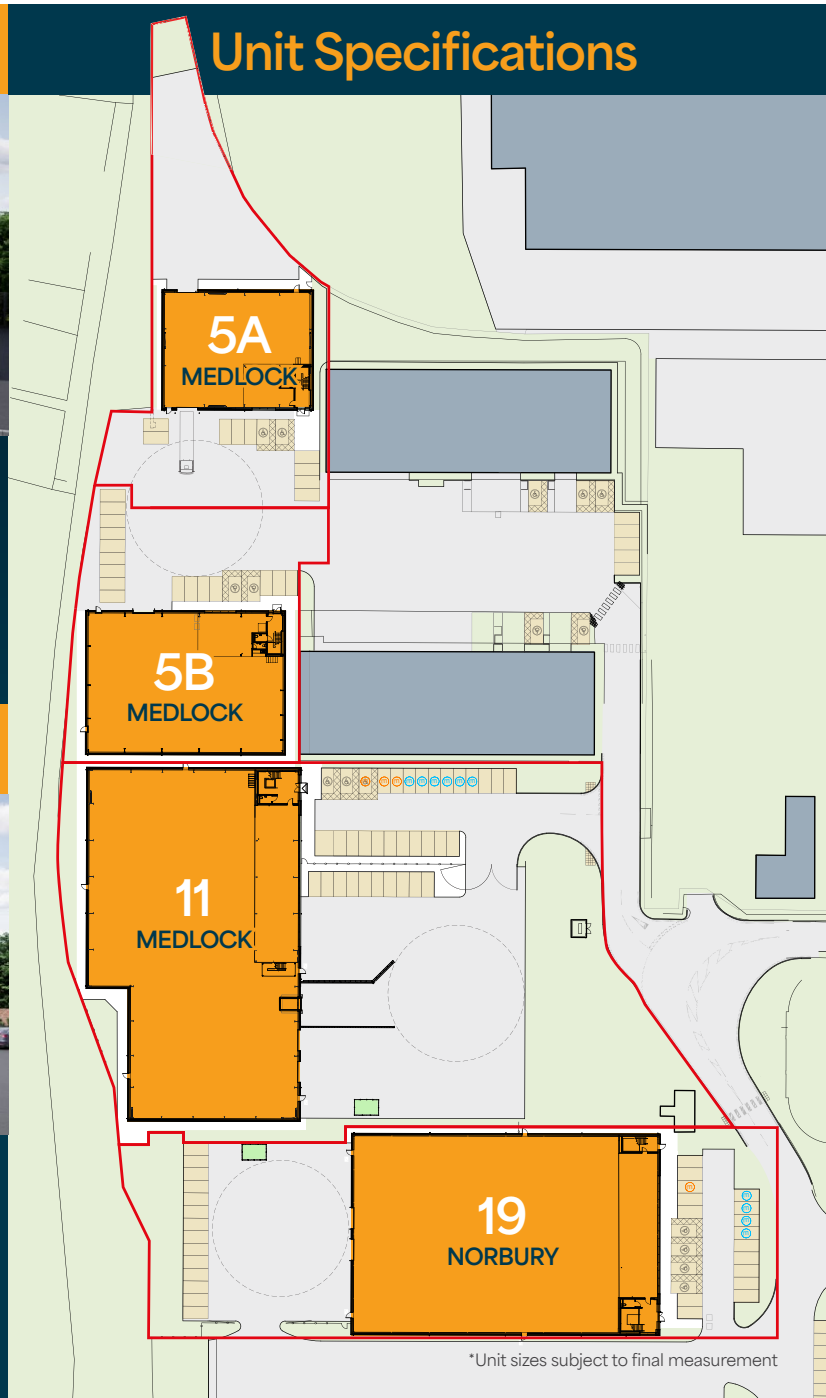 Unit Specifications
5A
MEDLOCK
5B
MEDLOCK
11
MEDLOCK
19
NORBURY
*Unit sizes subject to final measurement